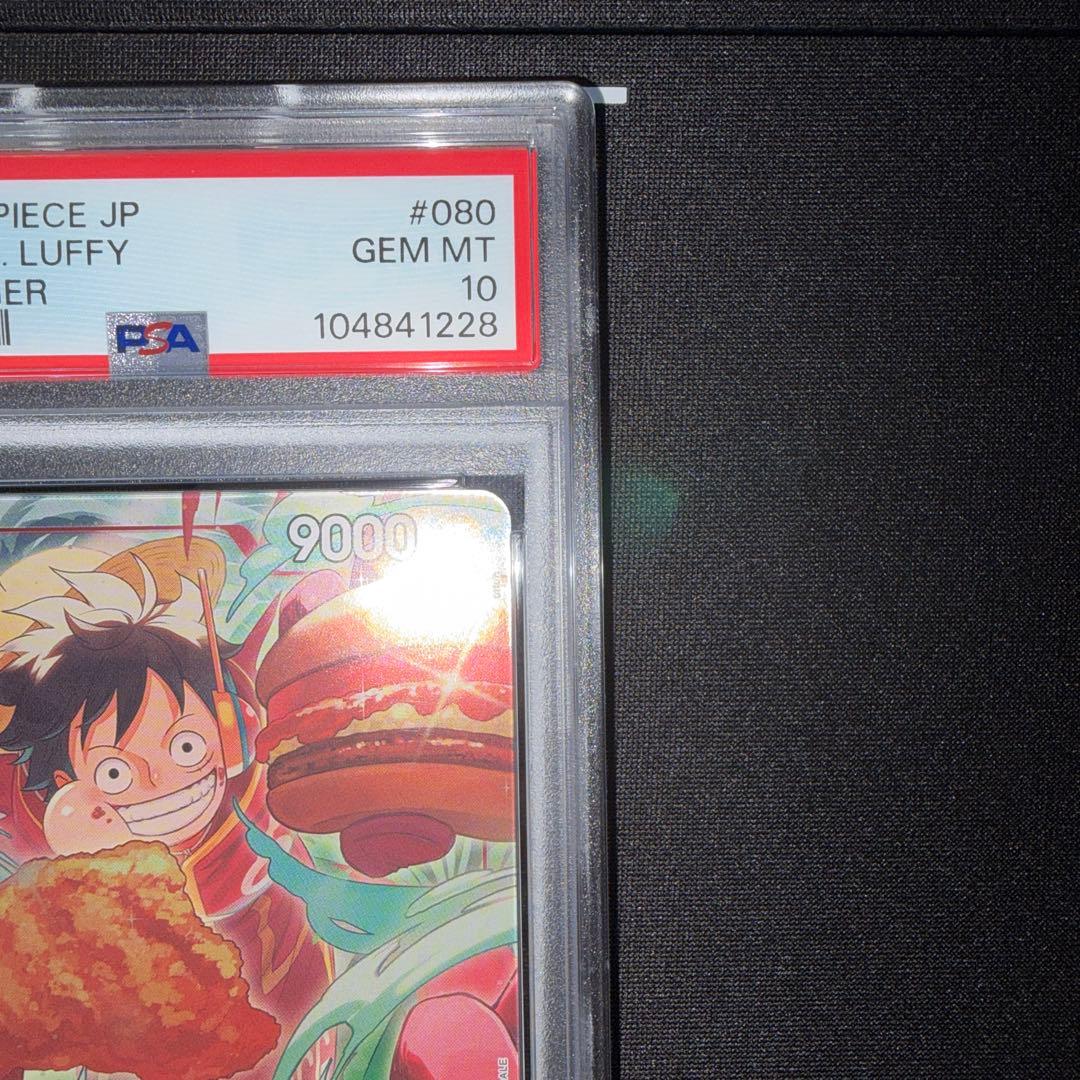 PIECE JP #080
. LUFFY GEM MT
ER 10
PSA 104841228
9000